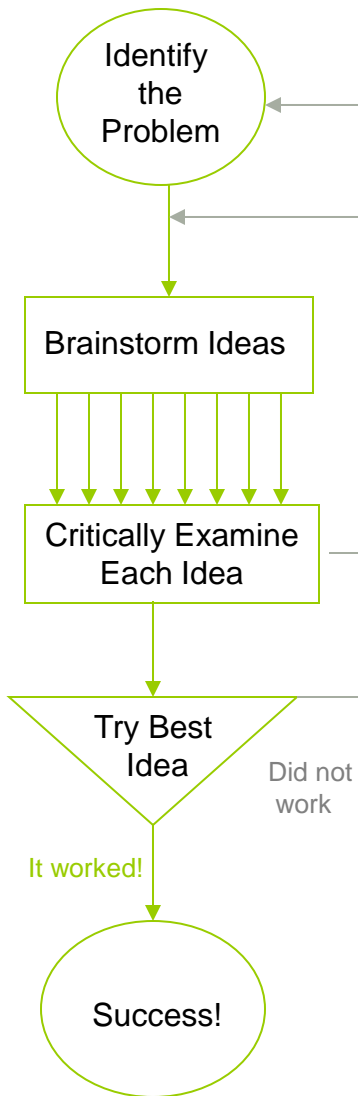 Identify
the
Problem
Brainstorm Ideas
Critically Examine
Each Idea
Try Best
Idea
Did not
work
It worked!
Success!